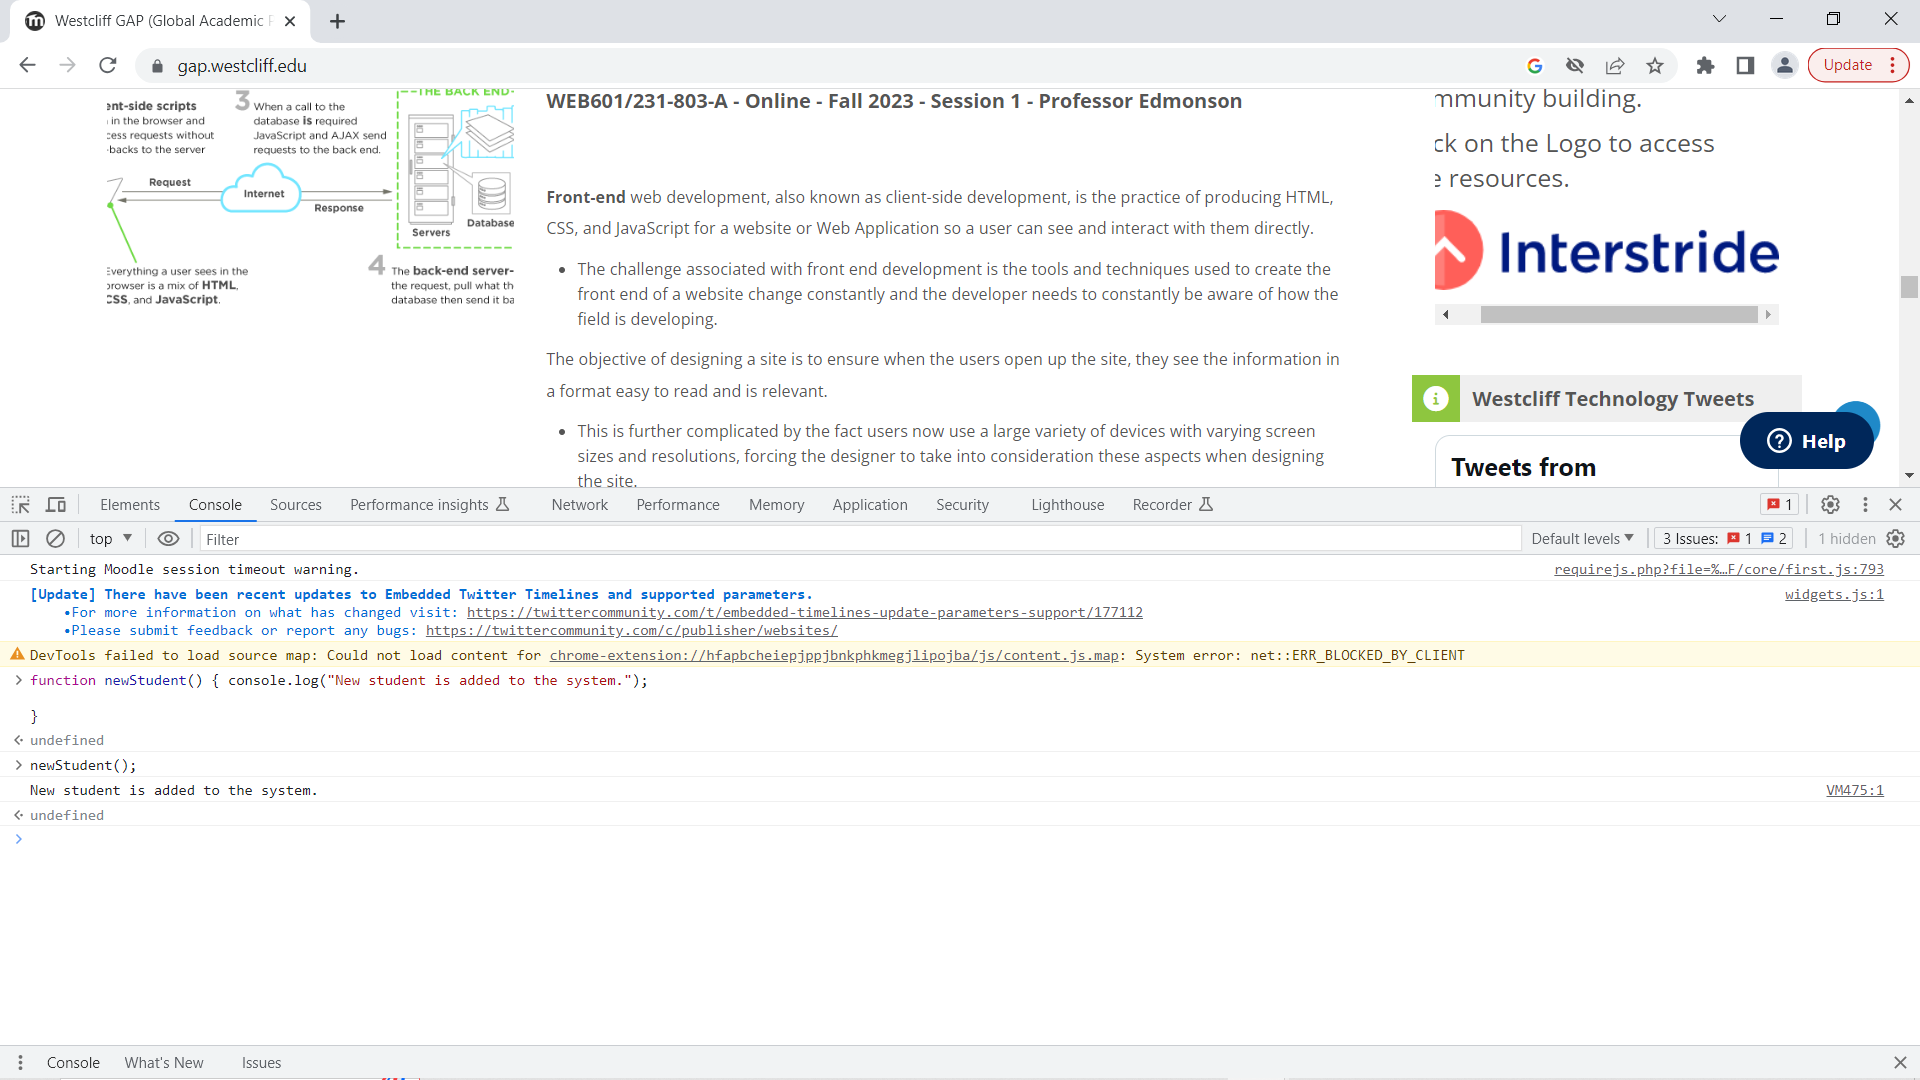 Westcliff GAP (Global Academic P
gap.westcliff.edu
Update
ent-side scripts
in the browser and
cess requests without
-backs to the server
3 When a call to the
database is required
JavaScript and AJAX send
requests to the back end.
THE BACK END
Request
Internet
Response
Servers
Database
Everything a user sees in the
browser is a mix of HTML,
CSS, and JavaScript.
4 The back-end server-
the request, pull what th
database then send it ba
WEB601/231-803-A - Online - Fall 2023 - Session 1 - Professor Edmonson
Front-end web development, also known as client-side development, is the practice of producing HTML,
CSS, and JavaScript for a website or Web Application so a user can see and interact with them directly.
• The challenge associated with front end development is the tools and techniques used to create the
front end of a website change constantly and the developer needs to constantly be aware of how the
field is developing.
The objective of designing a site is to ensure when the users open up the site, they see the information in
a format easy to read and is relevant.
• This is further complicated by the fact users now use a large variety of devices with varying screen
sizes and resolutions, forcing the designer to take into consideration these aspects when designing
the site.
mmunity building.
ck on the Logo to access
e resources.
Interstride
Westcliff Technology Tweets
Help
Tweets from
Elements Console Sources Performance insights Network Performance Memory Application Security Lighthouse Recorder 1
top Filter Default levels 3 Issues: 1 2 1 hidden
Starting Moodle session timeout warning. requirejs.php?file=%…F/core/first.js:793
[Update] There have been recent updates to Embedded Twitter Timelines and supported parameters. widgets.js:1
•For more information on what has changed visit: https://twittercommunity.com/t/embedded-timelines-update-parameters-support/177112
•Please submit feedback or report any bugs: https://twittercommunity.com/c/publisher/websites/
DevTools failed to load source map: Could not load content for chrome-extension://hfapbcheiepjppjbnkphkmegjlipojba/js/content.js.map: System error: net::ERR_BLOCKED_BY_CLIENT
> function newStudent() { console.log("New student is added to the system.");
}
undefined
> newStudent();
New student is added to the system. VM475:1
undefined
>
Console What's New Issues